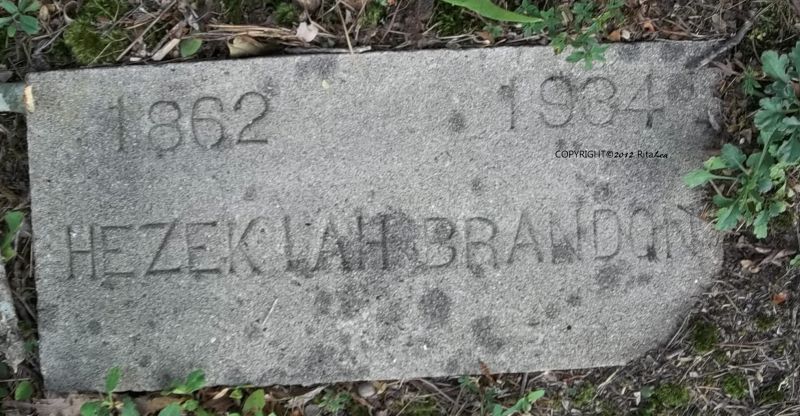 1862 1934
COPYRIGHT©2012 RitaLea
HEZEKIAH BRANDON